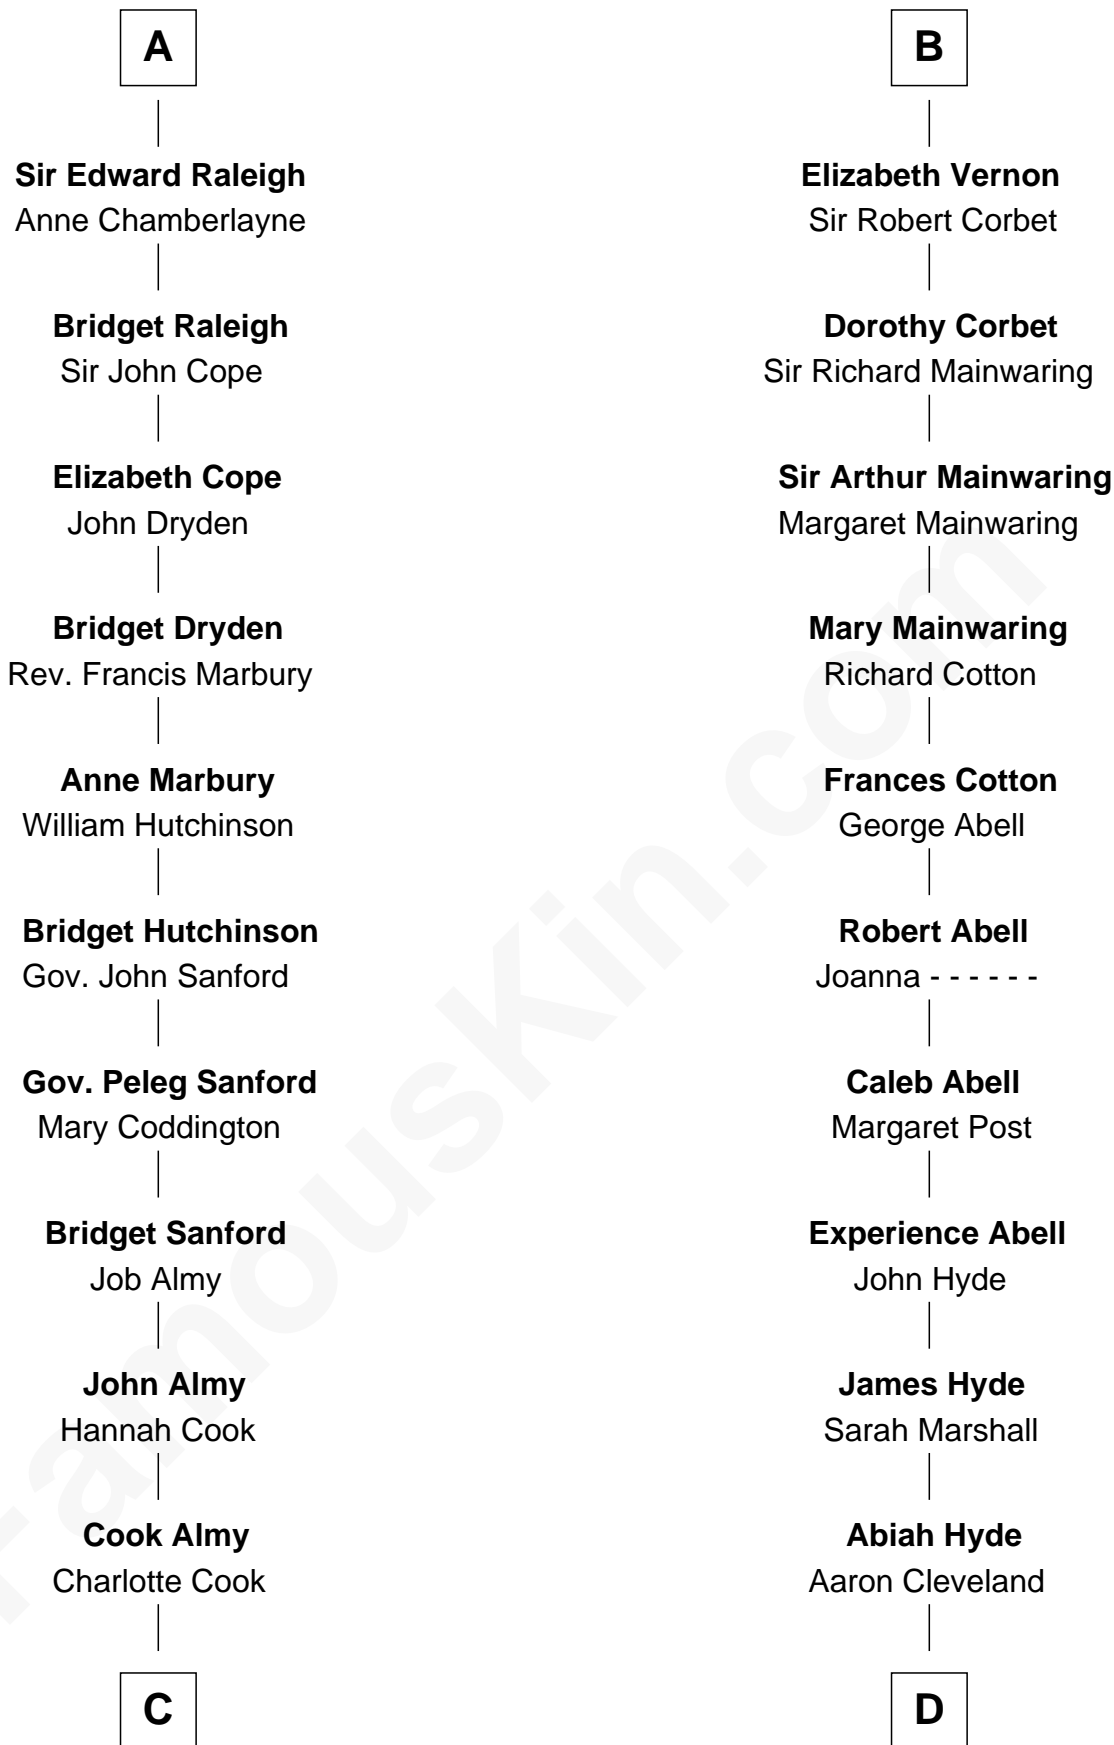 A
Sir Edward Raleigh
Anne Chamberlayne
Bridget Raleigh
Sir John Cope
Elizabeth Cope
John Dryden
Bridget Dryden
Rev. Francis Marbury
Anne Marbury
William Hutchinson
Bridget Hutchinson
Gov. John Sanford
Gov. Peleg Sanford
Mary Coddington
Bridget Sanford
Job Almy
John Almy
Hannah Cook
Cook Almy
Charlotte Cook
C
B
Elizabeth Vernon
Sir Robert Corbet
Dorothy Corbet
Sir Richard Mainwaring
Sir Arthur Mainwaring
Margaret Mainwaring
Mary Mainwaring
Richard Cotton
Frances Cotton
George Abell
Robert Abell
Joanna - - - - - -
Caleb Abell
Margaret Post
Experience Abell
John Hyde
James Hyde
Sarah Marshall
Abiah Hyde
Aaron Cleveland
D
FamousKin.com